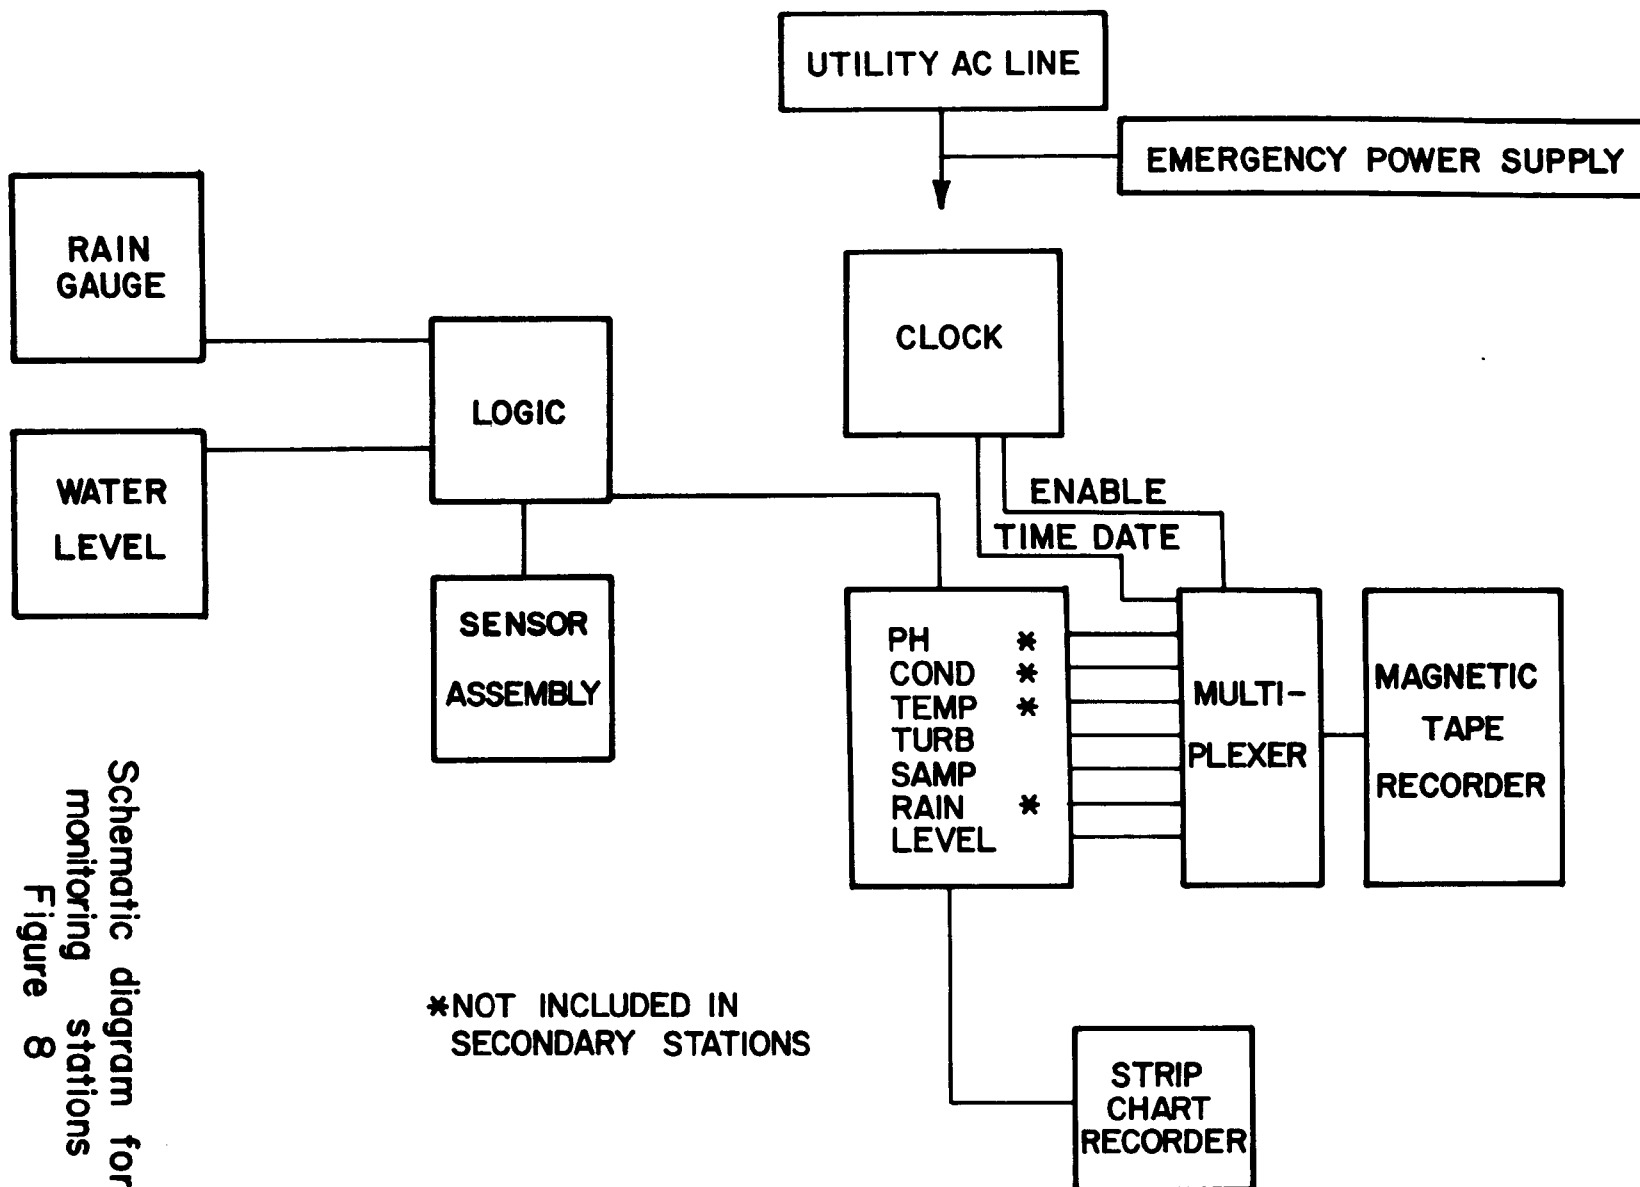 UTILITY AC LINE
EMERGENCY POWER SUPPLY
RAIN
GAUGE
CLOCK
LOGIC
WATER
LEVEL
ENABLE
TIME DATE
SENSOR
ASSEMBLY
PH *
COND *
TEMP *
TURB
SAMP
RAIN *
LEVEL
MULTI-
PLEXER
MAGNETIC
TAPE
RECORDER
*NOT INCLUDED IN
SECONDARY STATIONS
STRIP
CHART
RECORDER
Schematic diagram for
monitoring stations
Figure 8